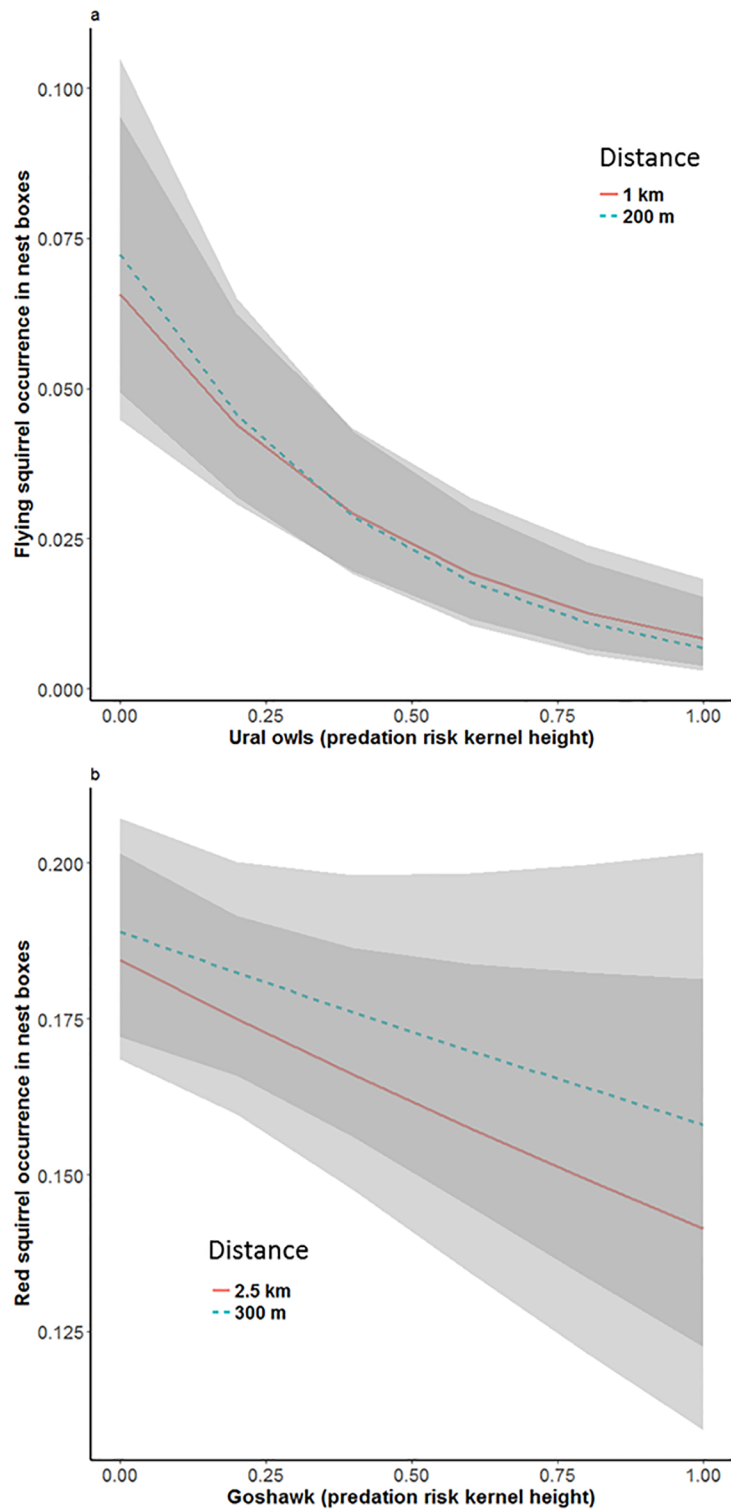 a
0.100
0.075
0.050
0.025
0.000
Flying squirrel occurrence in nest boxes
Distance
1 km
200 m
0.00 0.25 0.50 0.75 1.00
Ural owls (predation risk kernel height)
b
0.200
0.175
0.150
0.125
Red squirrel occurrence in nest boxes
Distance
2.5 km
300 m
0.00 0.25 0.50 0.75 1.00
Goshawk (predation risk kernel height)